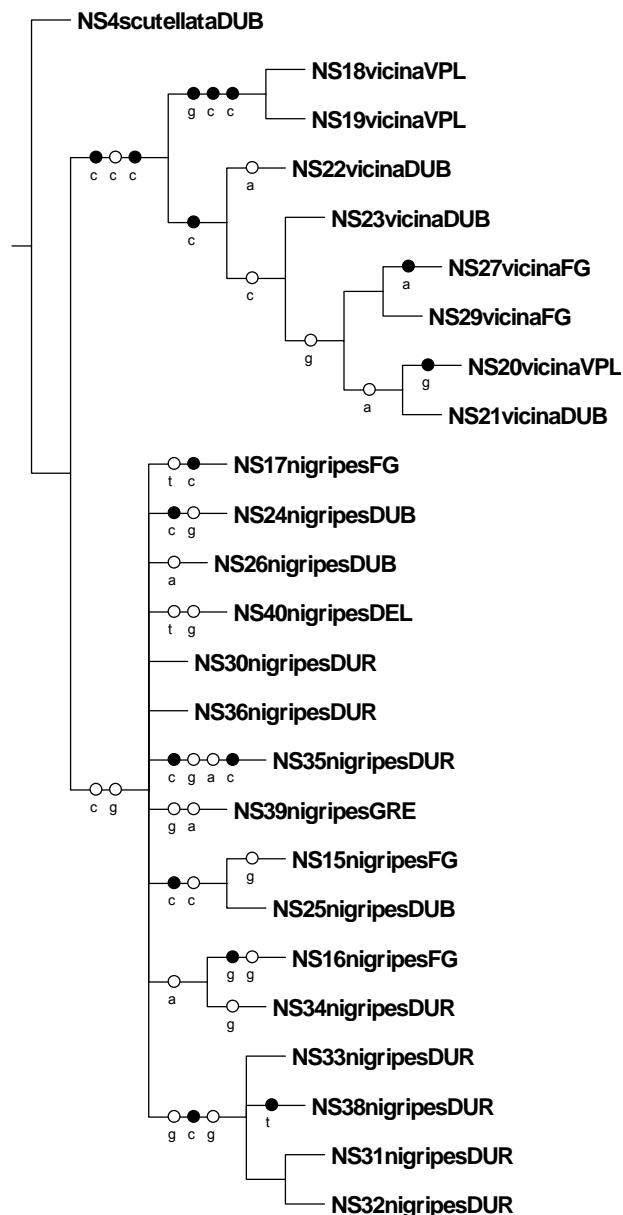 NS4scutellataDUB
NS18vicinaVPL
g c c
NS19vicinaVPL
c c c
NS22vicinaDUB
a
NS23vicinaDUB
c
c
NS27vicinaFG
a
NS29vicinaFG
g
NS20vicinaVPL
g
a
NS21vicinaDUB
NS17nigripesFG
t c
NS24nigripesDUB
c g
NS26nigripesDUB
a
NS40nigripesDEL
t g
NS30nigripesDUR
NS36nigripesDUR
NS35nigripesDUR
c g a c
c g
NS39nigripesGRE
g a
NS15nigripesFG
g
c c
NS25nigripesDUB
NS16nigripesFG
g g
a
NS34nigripesDUR
g
NS33nigripesDUR
NS38nigripesDUR
t
g c g
NS31nigripesDUR
NS32nigripesDUR